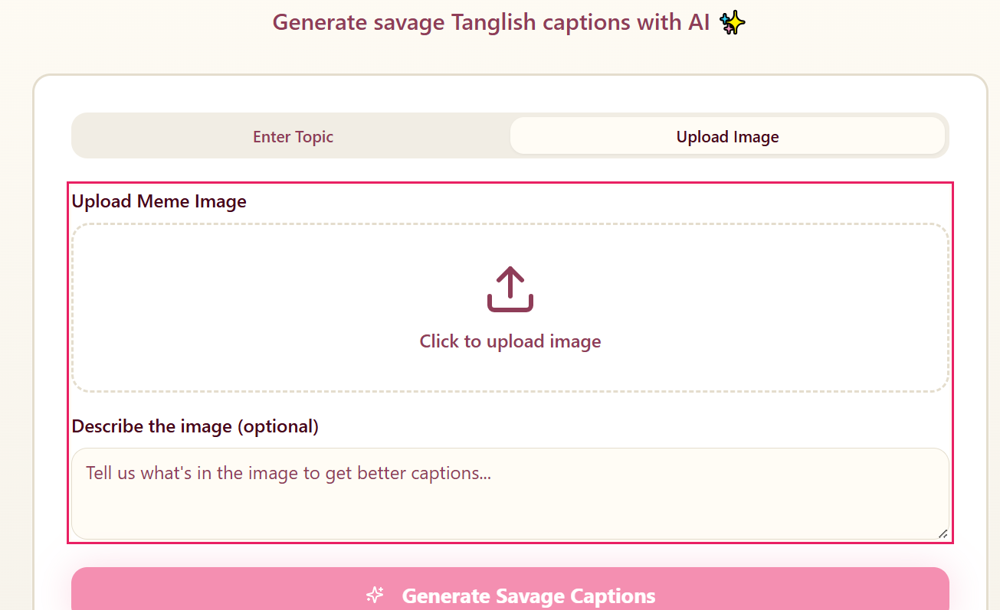 Generate savage Tanglish captions with AI ✨
Enter Topic
Upload Image
Upload Meme Image
Click to upload image
Describe the image (optional)
Tell us what's in the image to get better captions...
Generate Savage Captions